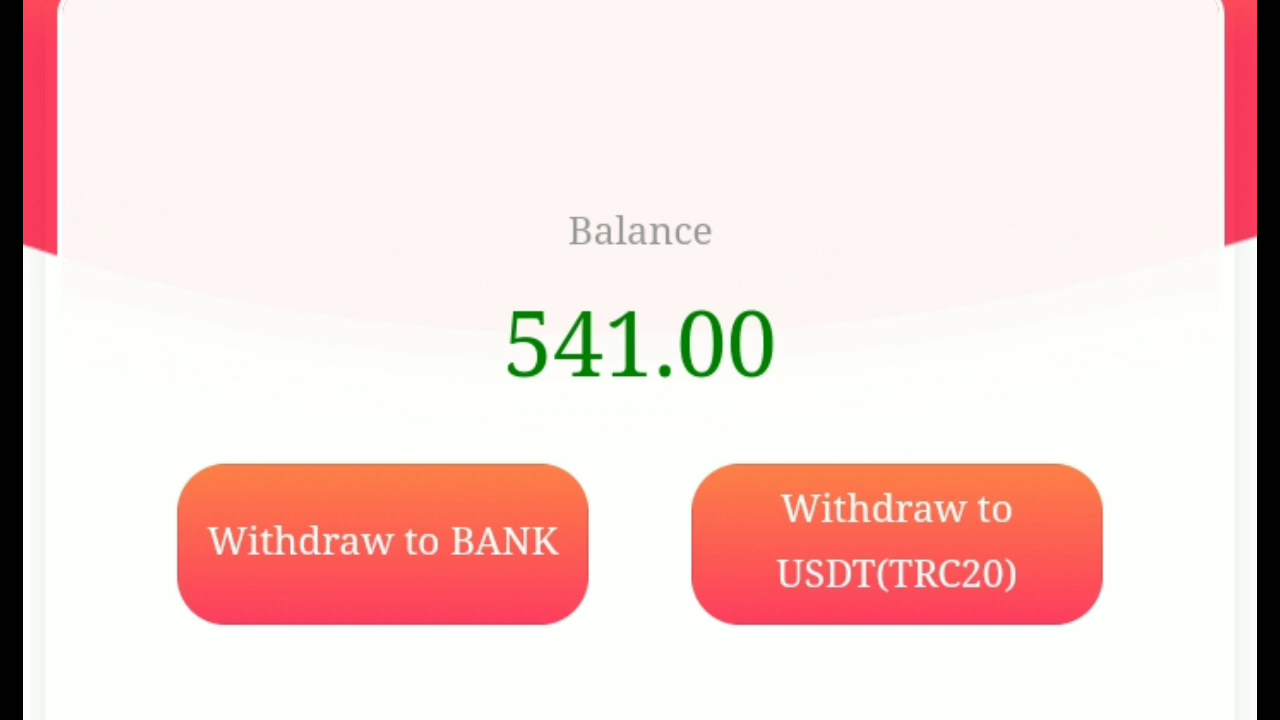 Balance
541.00
Withdraw to BANK
Withdraw to
USDT(TRC20)